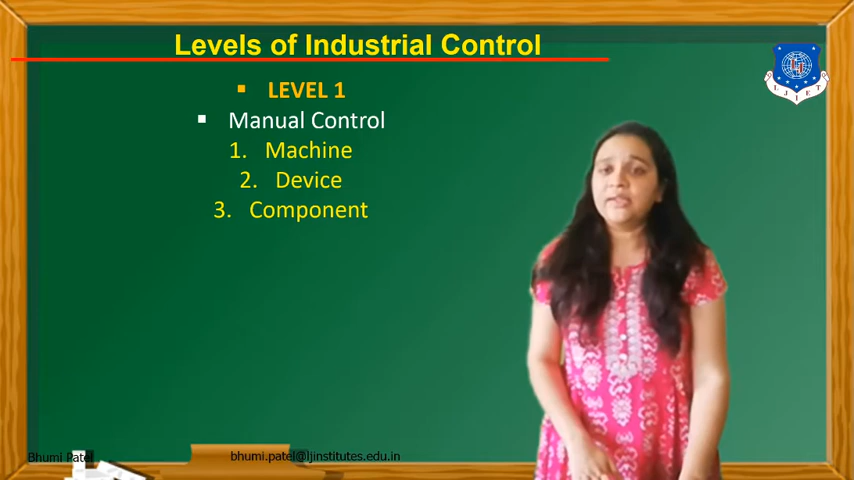 Levels of Industrial Control
▪ LEVEL 1
▪ Manual Control
1. Machine
2. Device
3. Component
LJIET
Bhumi Patel
bhumi.patel@ljinstitutes.edu.in